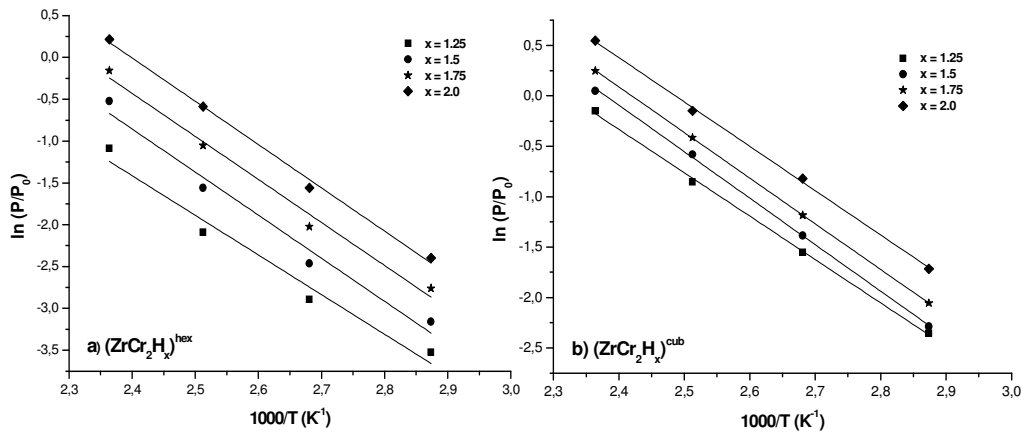 0,5
0,0
-0,5
-1,0
-1,5
-2,0
-2,5
-3,0
-3,5
ln (P/P₀)
x = 1.25
x = 1.5
x = 1.75
x = 2.0
a) (ZrCr₂Hₓ)ʰᵉˣ
2,3 2,4 2,5 2,6 2,7 2,8 2,9 3,0
1000/T (K⁻¹)
0,5
0,0
-0,5
-1,0
-1,5
-2,0
-2,5
ln (P/P₀)
x = 1.25
x = 1.5
x = 1.75
x = 2.0
b) (ZrCr₂Hₓ)ᶜᵘᵇ
2,3 2,4 2,5 2,6 2,7 2,8 2,9 3,0
1000/T (K⁻¹)